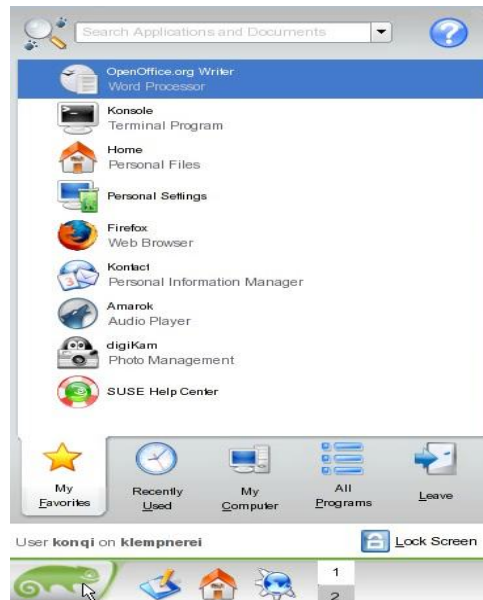 Search Applications and Documents
OpenOffice.org Writer
Word Processor
Konsole
Terminal Program
Home
Personal Files
Personal Settings
Firefox
Web Browser
Kontact
Personal Information Manager
Amarok
Audio Player
digiKam
Photo Management
SUSE Help Center
My Favorites
Recently Used
My Computer
All Programs
Leave
User konqi on klempnerei
Lock Screen
1
2